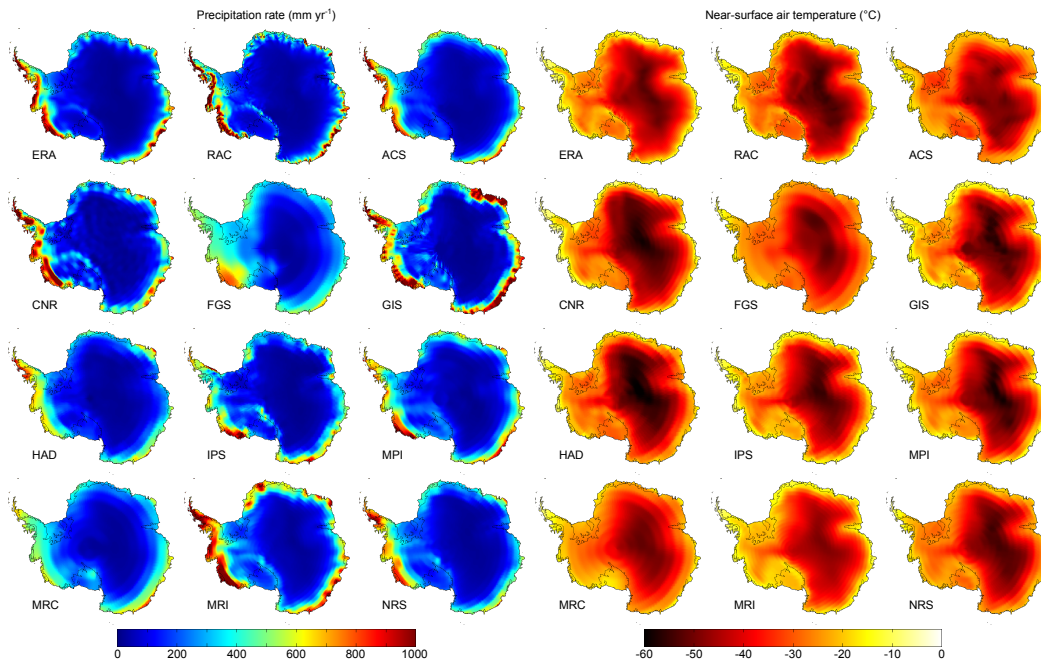 Precipitation rate (mm yr-1) Near-surface air temperature (°C)
ERA RAC ACS ERA RAC ACS
CNR FGS GIS CNR FGS GIS
HAD IPS MPI HAD IPS MPI
MRC MRI NRS MRC MRI NRS
0 200 400 600 800 1000 -60 -50 -40 -30 -20 -10 0